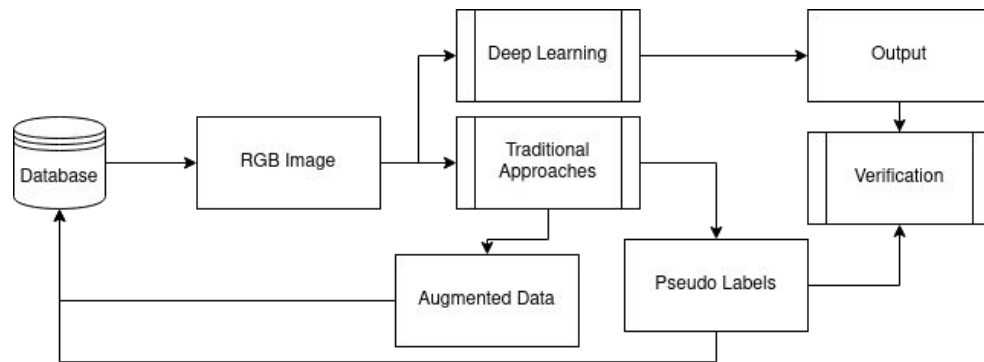 Deep Learning
Output
Database
RGB Image
Traditional
Approaches
Verification
Augmented Data
Pseudo Labels